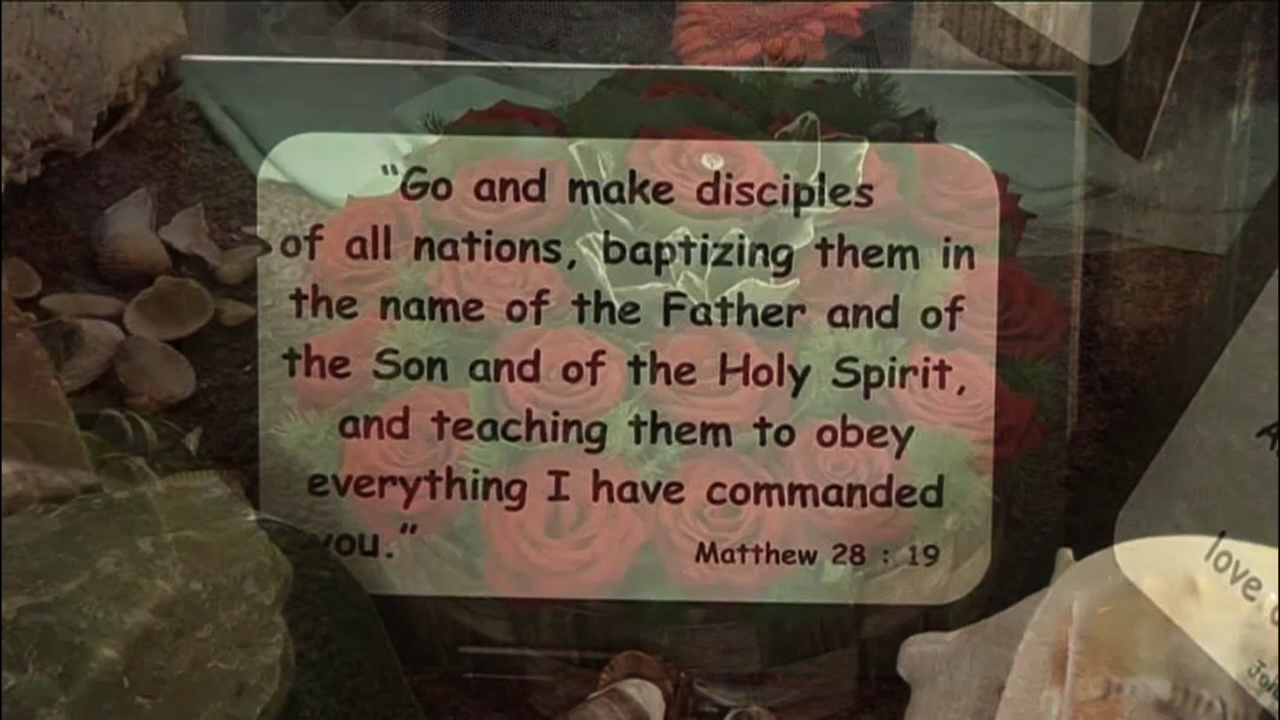 "Go and make disciples
of all nations, baptizing them in
the name of the Father and of
the Son and of the Holy Spirit,
and teaching them to obey
everything I have commanded
you."
Matthew 28 : 19
love